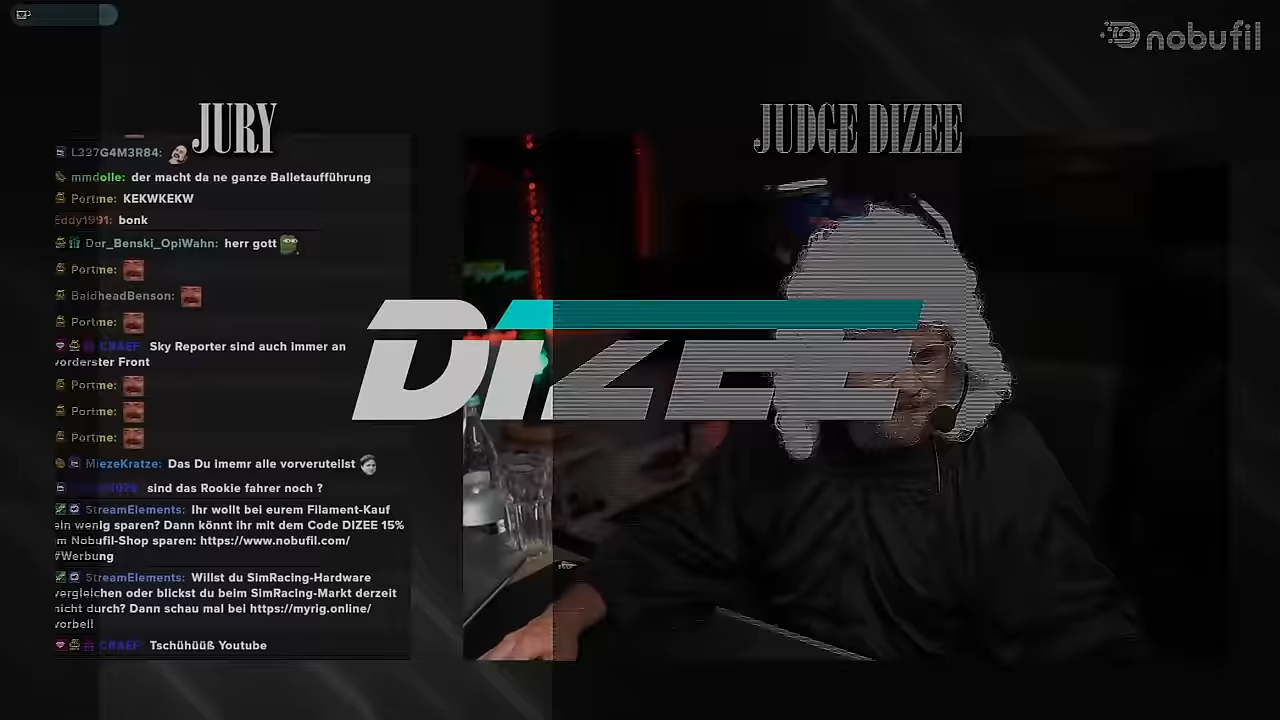 nobufil
JURY
JUDGE DIZEE
L337G4M3R84:
mmdolle: der macht da ne ganze Balletaufführung
Portme: KEKWKEKW
Eddy1991: bonk
Der_Benski_OpiWahn: herr gott
Portme:
BaldheadBenson:
Portme:
CHAEF Sky Reporter sind auch immer an
vorderster Front
Portme:
Portme:
Portme:
DIZEE
MiezeKratze: Das Du imemr alle vorveruteilst
sind das Rookie fahrer noch ?
StreamElements: Ihr wollt bei eurem Filament-Kauf
ein wenig sparen? Dann könnt ihr mit dem Code DIZEE 15%
im Nobufil-Shop sparen: https://www.nobufil.com/
#Werbung
StreamElements: Willst du SimRacing-Hardware
vergleichen oder blickst du beim SimRacing-Markt derzeit
nicht durch? Dann schau mal bei https://myrig.online/
vorbei!
CHAEF Tschühüüß Youtube